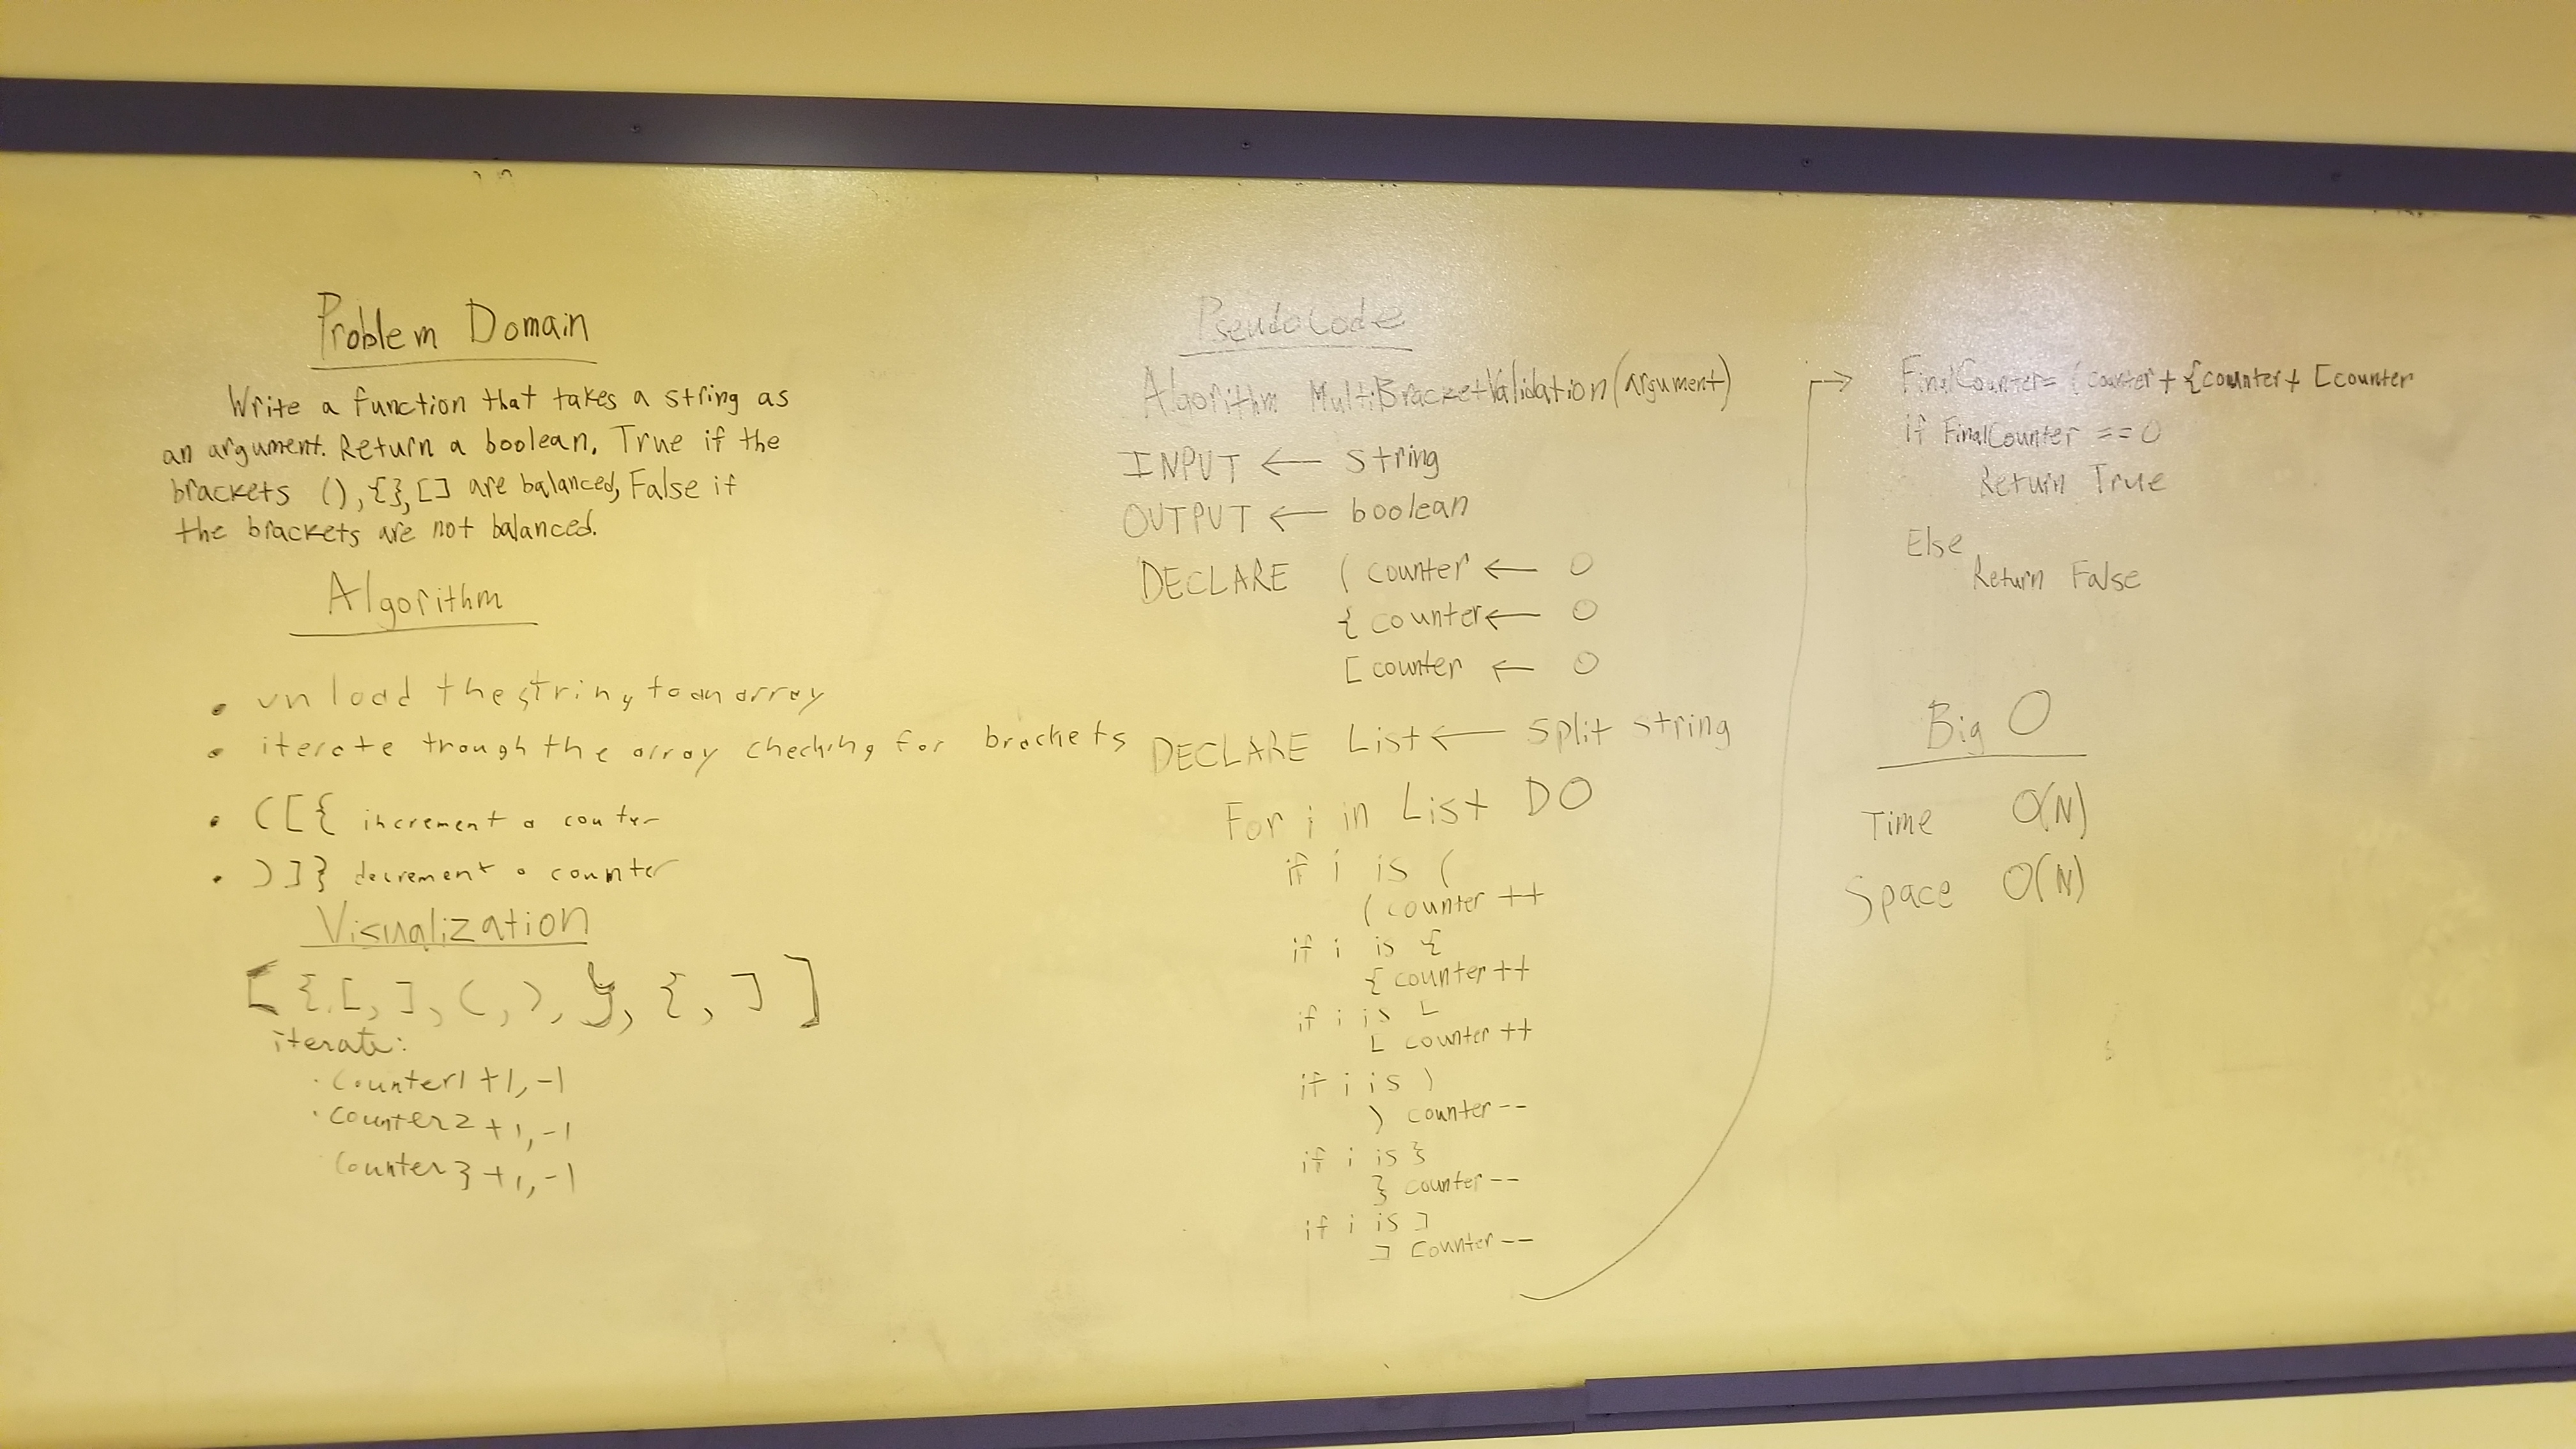 Problem Domain
Write a function that takes a string as
an argument. Return a boolean, True if the
brackets (), {}, [] are balanced, False if
the brackets are not balanced.
Algorithm
• unload the string to an array
• iterate trough the array checking for brackets
• ( [ { increment a couter
• ) ] } decrement a counter
Visualization
[ {, [, ], (, ), }, {, ] ]
iterate:
· counter1 +1, -1
· counter2 +1, -1
counter3 +1, -1
PseudoCode
Algorithm MultiBracketValidation(argument)
INPUT ← string
OUTPUT ← boolean
DECLARE ( counter ← 0
{ counter ← 0
[ counter ← 0
DECLARE List ← split string
For i in List DO
if i is (
( counter ++
if i is {
{ counter ++
if i is [
[ counter ++
if i is )
) counter --
if i is }
} counter --
if i is ]
] counter --
→ FinalCounter = ( counter + { counter + [ counter
if FinalCounter == 0
Return True
Else
Return False
Big O
Time O(N)
Space O(N)